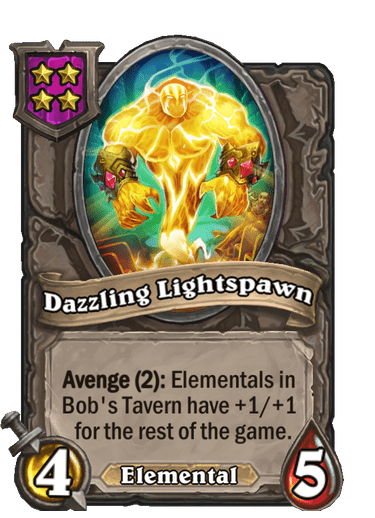 Dazzling Lightspawn
Avenge (2): Elementals in
Bob's Tavern have +1/+1
for the rest of the game.
4
Elemental
5